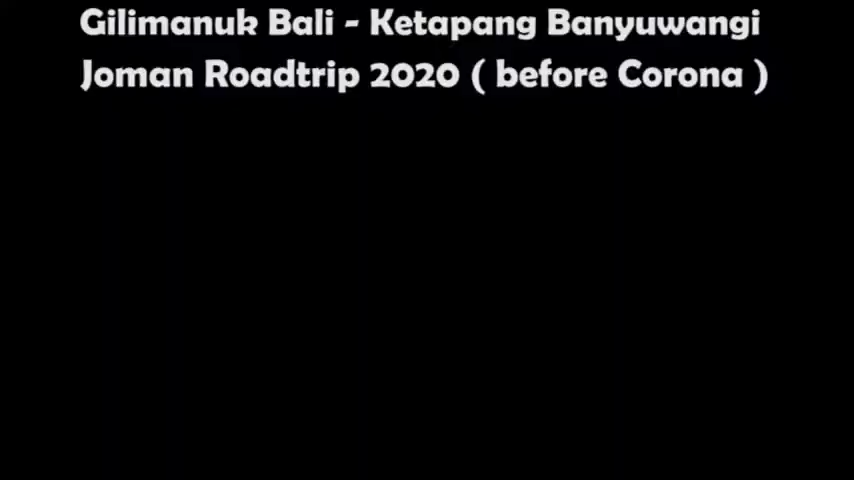 Gilimanuk Bali - Ketapang Banyuwangi
Joman Roadtrip 2020 ( before Corona )